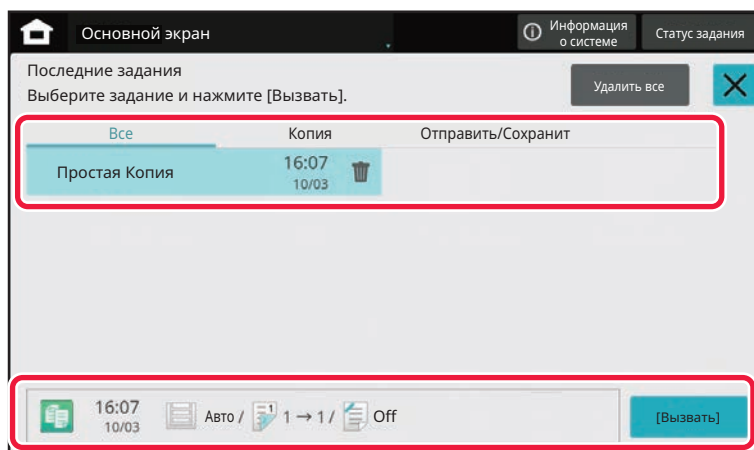 Основной экран
Информация
о системе
Статус задания
Последние задания
Выберите задание и нажмите [Вызвать].
Удалить все
Все Копия Отправить/Сохранит
Простая Копия 16:07
10/03
16:07
10/03
Авто / 1 1 → 1 / Off
[Вызвать]